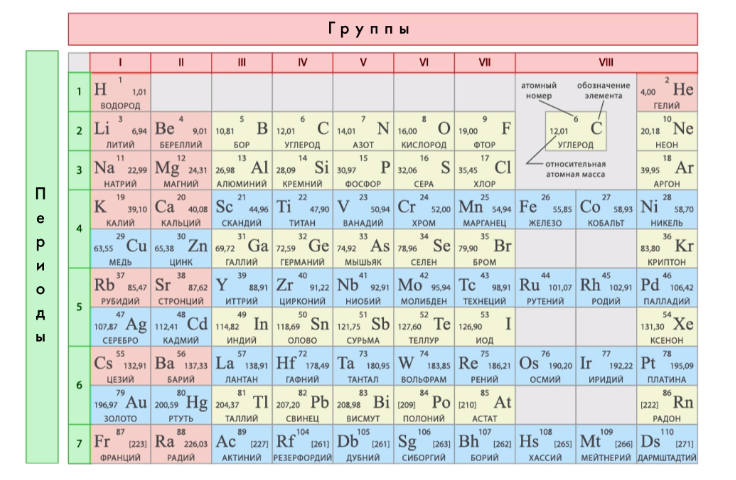 Группы
Периоды
I II III IV V VI VII VIII
1
1
H 1,01
ВОДОРОД
атомный номер
обозначение элемента
2
4,00 He
ГЕЛИЙ
2
3
Li 6,94
ЛИТИЙ
4
Be 9,01
БЕРЕЛЛИЙ
5
10,81 B
БОР
6
12,01 C
УГЛЕРОД
7
14,01 N
АЗОТ
8
16,00 O
КИСЛОРОД
9
19,00 F
ФТОР
6
12,01 C
УГЛЕРОД
относительная
атомная масса
10
20,18 Ne
НЕОН
3
11
Na 22,99
НАТРИЙ
12
Mg 24,31
МАГНИЙ
13
26,98 Al
АЛЮМИНИЙ
14
28,09 Si
КРЕМНИЙ
15
30,97 P
ФОСФОР
16
32,06 S
СЕРА
17
35,45 Cl
ХЛОР
18
39,95 Ar
АРГОН
4
19
K 39,10
КАЛИЙ
20
Ca 40,08
КАЛЬЦИЙ
21
Sc 44,96
СКАНДИЙ
22
Ti 47,90
ТИТАН
23
V 50,94
ВАНАДИЙ
24
Cr 52,00
ХРОМ
25
Mn 54,94
МАРГАНЕЦ
26
Fe 55,85
ЖЕЛЕЗО
27
Co 58,93
КОБАЛЬТ
28
Ni 58,70
НИКЕЛЬ
29
63,55 Cu
МЕДЬ
30
65,38 Zn
ЦИНК
31
69,72 Ga
ГАЛЛИЙ
32
72,59 Ge
ГЕРМАНИЙ
33
74,92 As
МЫШЬЯК
34
78,96 Se
СЕЛЕН
35
79,90 Br
БРОМ
36
83,80 Kr
КРИПТОН
5
37
Rb 85,47
РУБИДИЙ
38
Sr 87,62
СТРОНЦИЙ
39
Y 88,91
ИТТРИЙ
40
Zr 91,22
ЦИРКОНИЙ
41
Nb 92,91
НИОБИЙ
42
Mo 95,94
МОЛИБДЕН
43
Tc 98,91
ТЕХНЕЦИЙ
44
Ru 101,07
РУТЕНИЙ
45
Rh 102,91
РОДИЙ
46
Pd 106,42
ПАЛЛАДИЙ
47
107,87 Ag
СЕРЕБРО
48
112,41 Cd
КАДМИЙ
49
114,82 In
ИНДИЙ
50
118,69 Sn
ОЛОВО
51
121,75 Sb
СУРЬМА
52
127,60 Te
ТЕЛЛУР
53
126,90 I
ИОД
54
131,30 Xe
КСЕНОН
6
55
Cs 132,91
ЦЕЗИЙ
56
Ba 137,33
БАРИЙ
57
La 138,91
ЛАНТАН
72
Hf 178,49
ГАФНИЙ
73
Ta 180,95
ТАНТАЛ
74
W 183,85
ВОЛЬФРАМ
75
Re 186,21
РЕНИЙ
76
Os 190,20
ОСМИЙ
77
Ir 192,22
ИРИДИЙ
78
Pt 195,09
ПЛАТИНА
79
196,97 Au
ЗОЛОТО
80
200,59 Hg
РТУТЬ
81
204,37 Tl
ТАЛЛИЙ
82
207,20 Pb
СВИНЕЦ
83
208,98 Bi
ВИСМУТ
84
[209] Po
ПОЛОНИЙ
85
[210] At
АСТАТ
86
[222] Rn
РАДОН
7
87
Fr [223]
ФРАНЦИЙ
88
Ra 226,03
РАДИЙ
89
Ac [227]
АКТИНИЙ
104
Rf [261]
РЕЗЕРФОРДИЙ
105
Db [261]
ДУБНИЙ
106
Sg [263]
СИБОРГИЙ
107
Bh [262]
БОРИЙ
108
Hs [265]
ХАССИЙ
109
Mt [266]
МЕЙТНЕРИЙ
110
Ds [271]
ДАРМШТАДТИЙ